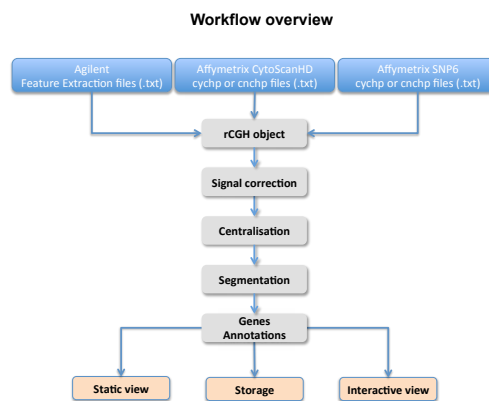 Workflow overview
Agilent
Feature Extraction files (.txt)
Affymetrix CytoScanHD
cychp or cnchp files (.txt)
Affymetrix SNP6
cychp or cnchp files (.txt)
rCGH object
Signal correction
Centralisation
Segmentation
Genes
Annotations
Static view
Storage
Interactive view